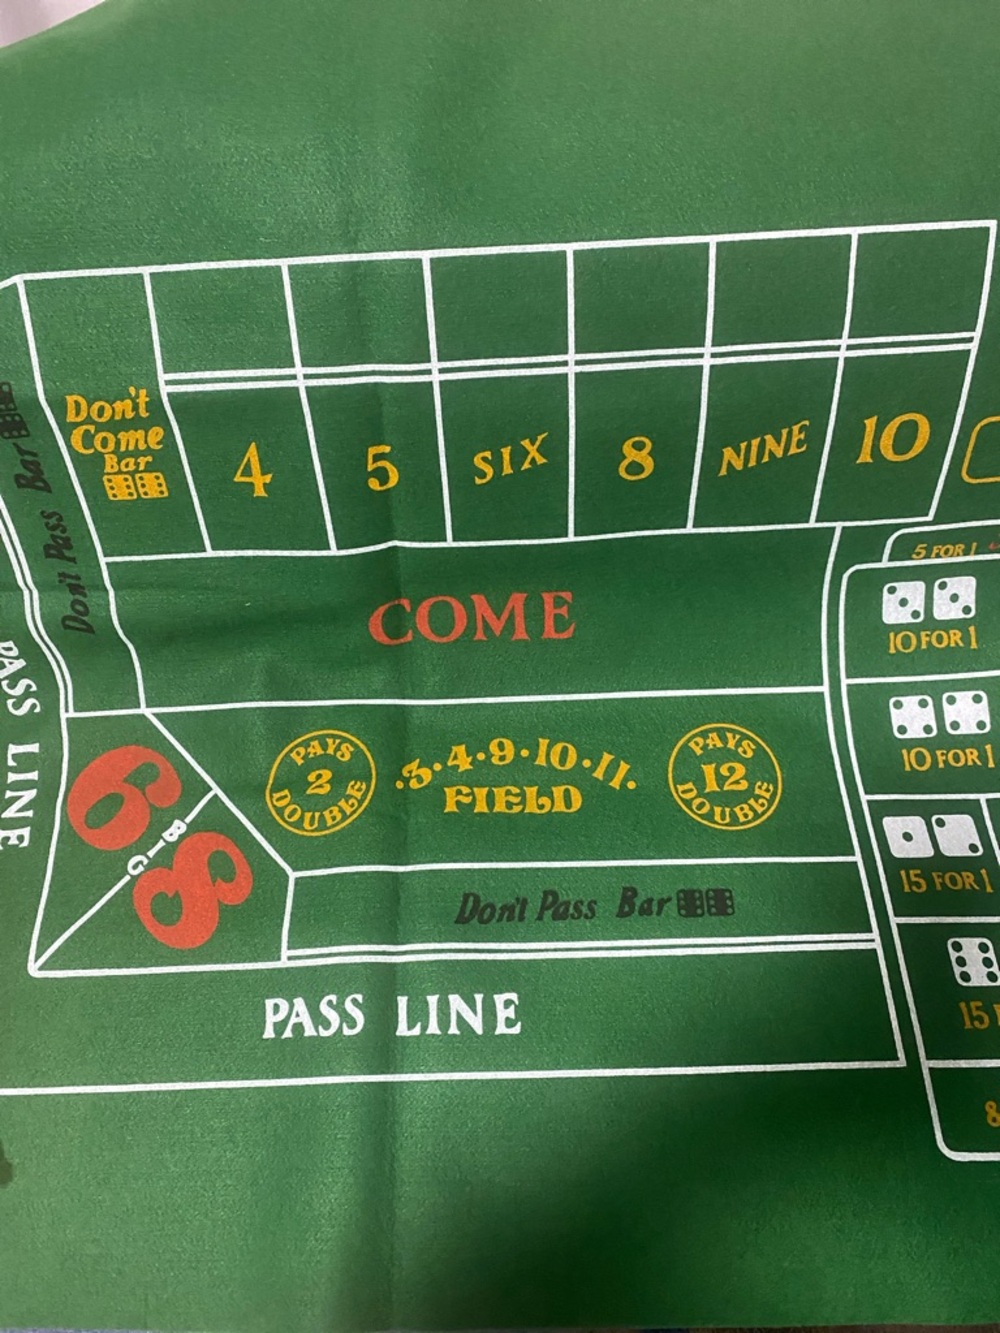 Don't
Come
Bar
4
5
SIX
8
NINE
10
Don't Pass Bar
PASS LINE
COME
PAYS
2
DOUBLE
·3·4·9·10·11·
FIELD
PAYS
12
DOUBLE
6
8
BIG
Don't Pass Bar
PASS LINE
5 FOR 1
10 FOR 1
10 FOR 1
15 FOR 1
15
8